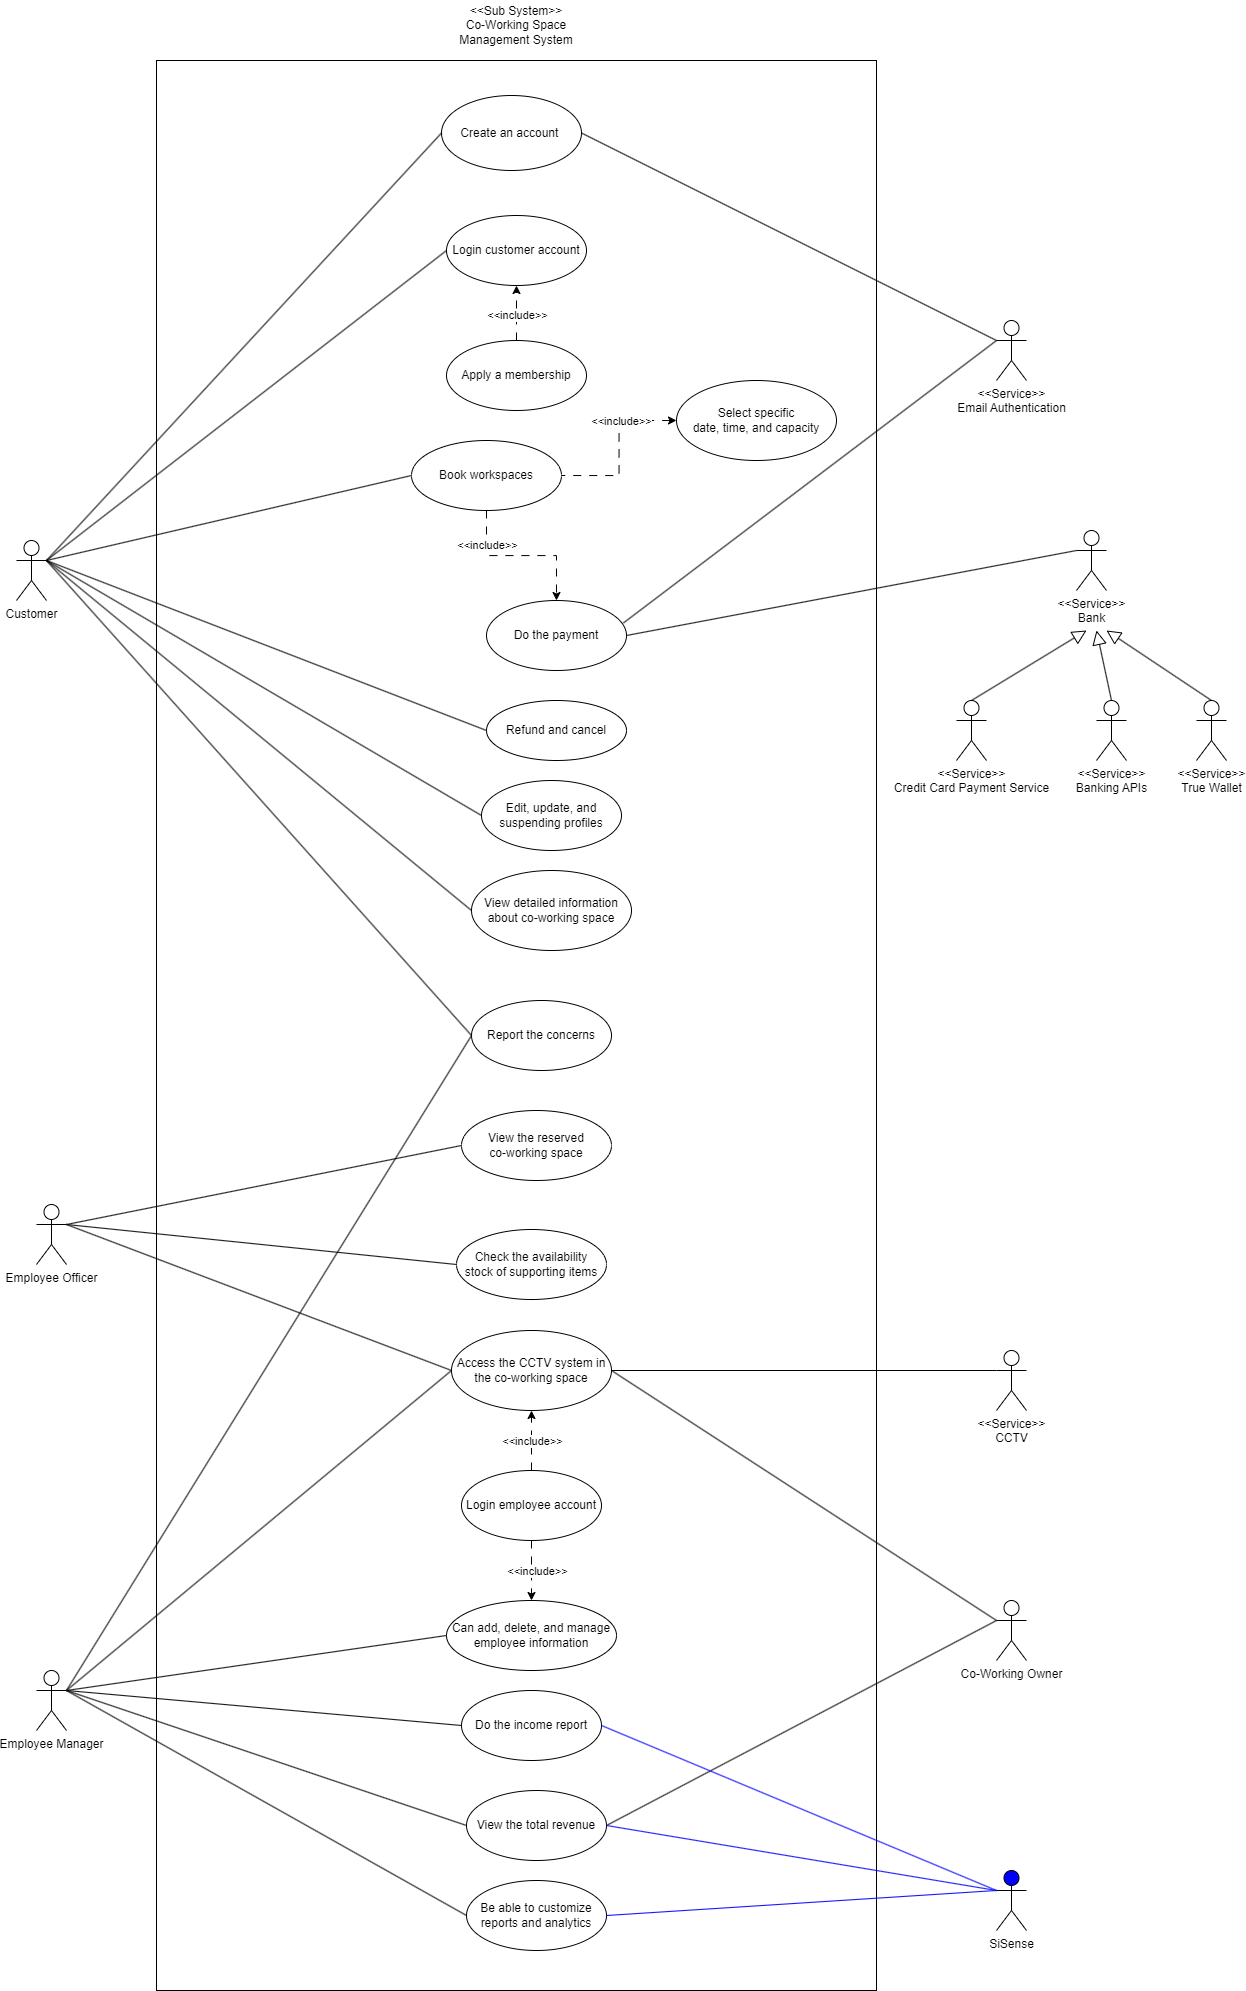 <<Sub System>>
Co-Working Space
Management System
Create an account
Login customer account
<<include>>
Apply a membership
<<Service>>
Email Authentication
Select specific
date, time, and capacity
<<include>>
Book workspaces
<<include>>
Customer
<<Service>>
Bank
Do the payment
Refund and cancel
<<Service>>
Credit Card Payment Service
<<Service>>
Banking APIs
<<Service>>
True Wallet
Edit, update, and
suspending profiles
View detailed information
about co-working space
Report the concerns
View the reserved
co-working space
Employee Officer
Check the availability
stock of supporting items
Access the CCTV system in
the co-working space
<<Service>>
CCTV
<<include>>
Login employee account
<<include>>
Can add, delete, and manage
employee information
Co-Working Owner
Employee Manager
Do the income report
View the total revenue
Be able to customize
reports and analytics
SiSense